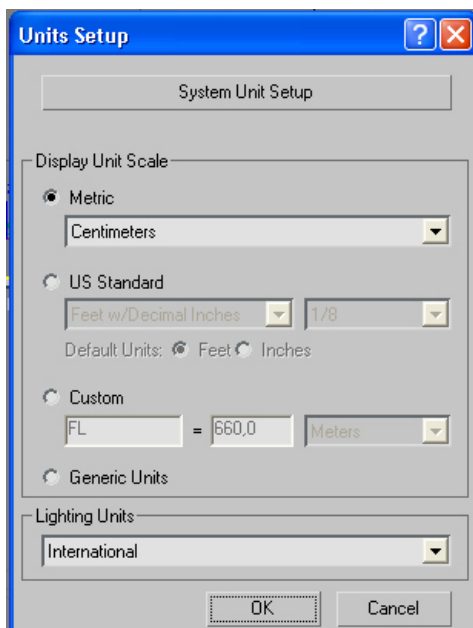 Units Setup
System Unit Setup
Display Unit Scale
Metric
Centimeters
US Standard
Feet w/Decimal Inches 1/8
Default Units: Feet Inches
Custom
FL = 660,0 Meters
Generic Units
Lighting Units
International
OK Cancel